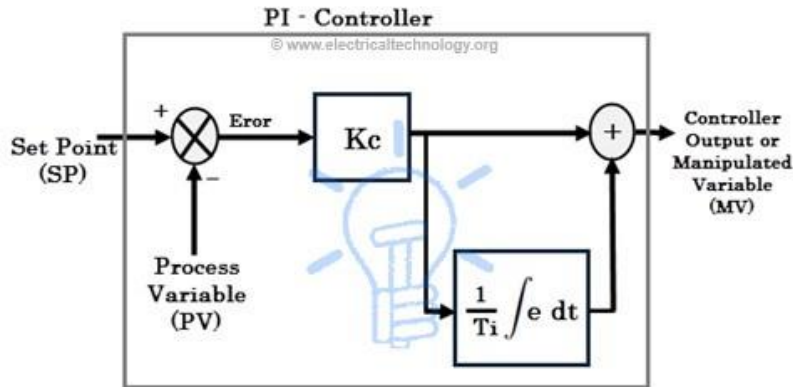 PI - Controller
© www.electricaltechnology.org
+
Eror
Kc
+
Controller
Output or
Manipulated
Variable
(MV)
Set Point
(SP)
−
Process
Variable
(PV)
1/Ti ∫e dt